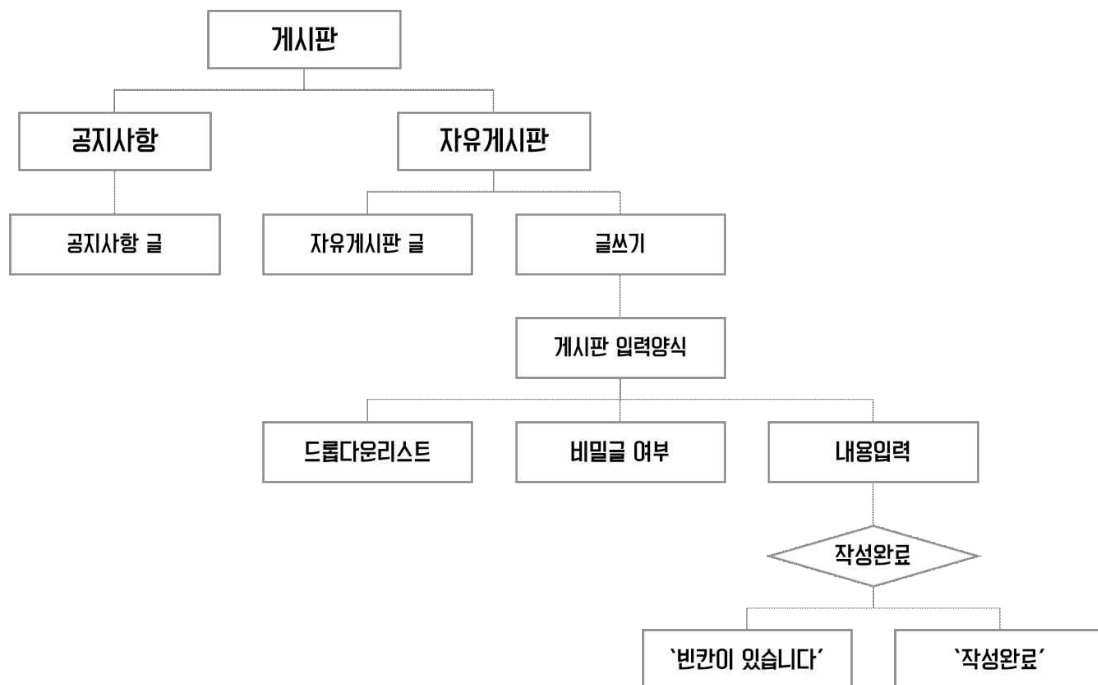 게시판
공지사항
자유게시판
공지사항 글
자유게시판 글
글쓰기
게시판 입력양식
드롭다운리스트
비밀글 여부
내용입력
작성완료
‘빈칸이 있습니다’
‘작성완료’